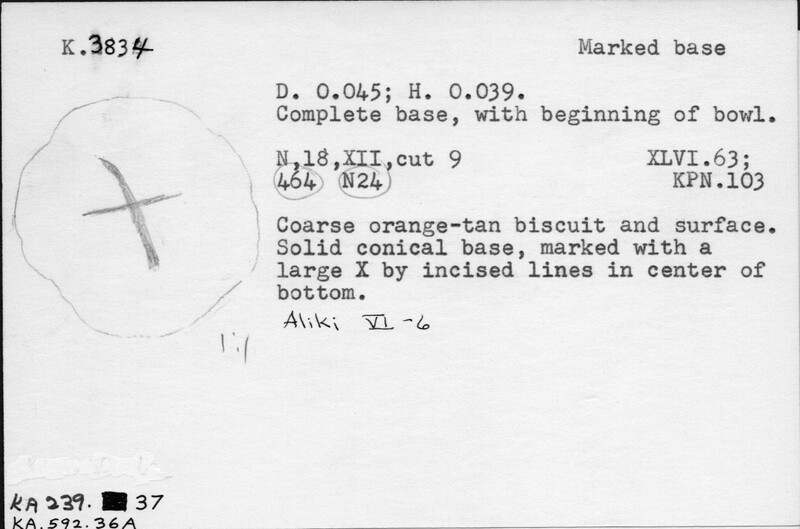 K.3834 Marked base
D. 0.045; H. 0.039.
Complete base, with beginning of bowl.
N,18,XII,cut 9 XLVI.63;
464 N24 KPN.103
Coarse orange-tan biscuit and surface.
Solid conical base, marked with a
large X by incised lines in center of
bottom.
Aliki VI-6
1:1
KA 239. 37
KA.592.36A